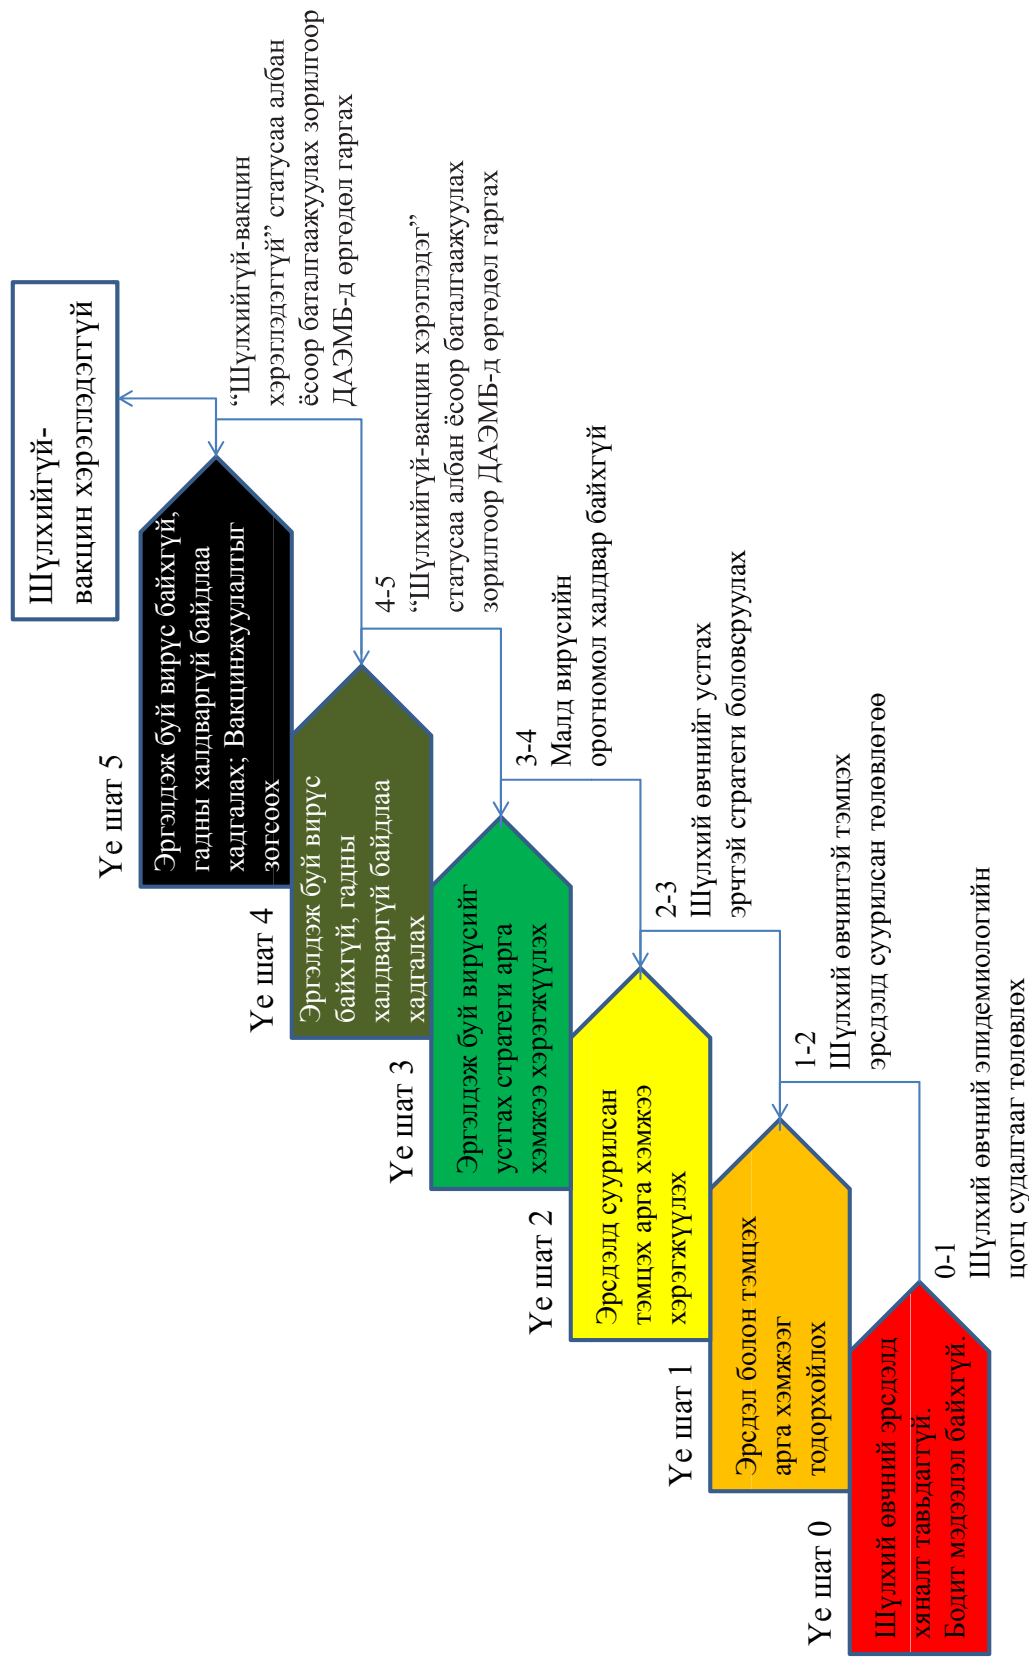 Шүлхийгүй-
вакцин хэрэглэдэггүй
Үе шат 5
Эргэлдэж буй вирүс байхгүй,
гадны халдваргүй байдлаа
хадгалах; Вакцинжуулалтыг
зогсоох
“Шүлхийгүй-вакцин
хэрэглэдэггүй” статусаа албан
ёсоор баталгаажуулах зорилгоор
ДАЭМБ-д өргөдөл гаргах
Үе шат 4
Эргэлдэж буй вирүс
байхгүй, гадны
халдваргүй байдлаа
хадгалах
4-5
“Шүлхийгүй-вакцин хэрэглэдэг”
статусаа албан ёсоор баталгаажуулах
зорилгоор ДАЭМБ-д өргөдөл гаргах
Үе шат 3
Эргэлдэж буй вирүсийг
устгах стратеги арга
хэмжээ хэрэгжүүлэх
3-4
Малд вирүсийн
орогномол халдвар байхгүй
Үе шат 2
Эрсдэлд суурилсан
тэмцэх арга хэмжээ
хэрэгжүүлэх
2-3
Шүлхий өвчнийг устгах
эрчтэй стратеги боловсруулах
Үе шат 1
Эрсдэл болон тэмцэх
арга хэмжээг
тодорхойлох
1-2
Шүлхий өвчинтэй тэмцэх
эрсдэлд суурилсан төлөвлөгөө
Үе шат 0
Шүлхий өвчний эрсдэлд
хяналт тавьдаггүй.
Бодит мэдээлэл байхгүй.
0-1
Шүлхий өвчний эпидемиологийн
цогц судалгааг төлөвлөх